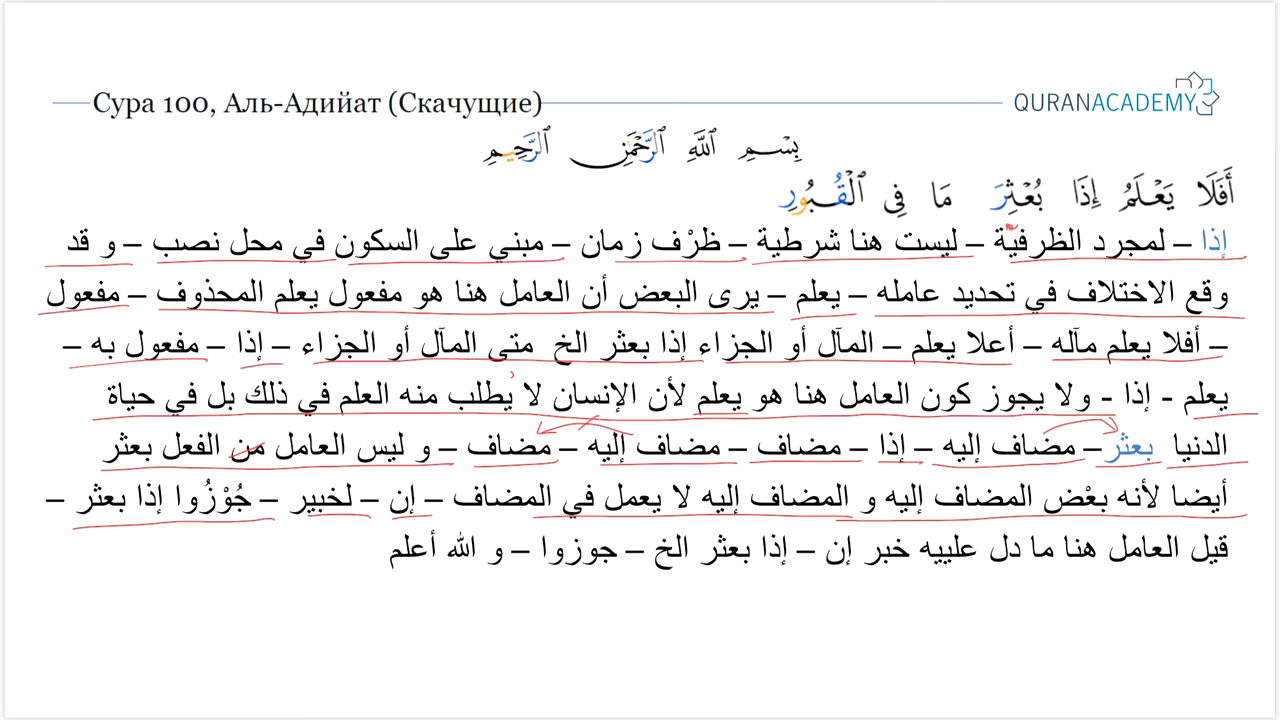 Сура 100, Аль-Адийат (Скачущие)
QURANACADEMY
بِسْمِ ٱللَّهِ ٱلرَّحْمَٰنِ ٱلرَّحِيمِ
أَفَلَا يَعْلَمُ إِذَا بُعْثِرَ مَا فِى ٱلْقُبُورِ
إذا – لمجرد الظرفيّة – ليست هنا شرطية – ظرْف زمان – مبني على السكون في محل نصب – و قد
وقع الاختلاف في تحديد عامله – يعلم – يرى البعض أن العامل هنا هو مفعول يعلم المحذوف – مفعول
– أفلا يعلم مآله – أعلا يعلم – المآل أو الجزاء إذا بعثر الخ متى المآل أو الجزاء – إذا – مفعول به –
يعلم - إذا - ولا يجوز كون العامل هنا هو يعلم لأن الإنسان لا يطلب منه العلم في ذلك بل في حياة
الدنيا بعثر – مضاف إليه – إذا – مضاف – مضاف إليه – مضاف – و ليس العامل من الفعل بعثر
أيضا لأنه بعْض المضاف إليه و المضاف إليه لا يعمل في المضاف – إن – لخبير – جُوْزُوا إذا بعثر –
قيل العامل هنا ما دل علييه خبر إن – إذا بعثر الخ – جوزوا – و الله أعلم